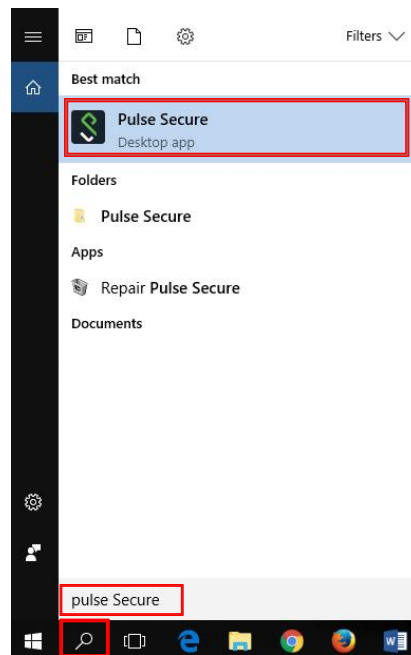 Filters
Best match
Pulse Secure
Desktop app
Folders
Pulse Secure
Apps
Repair Pulse Secure
Documents
pulse Secure